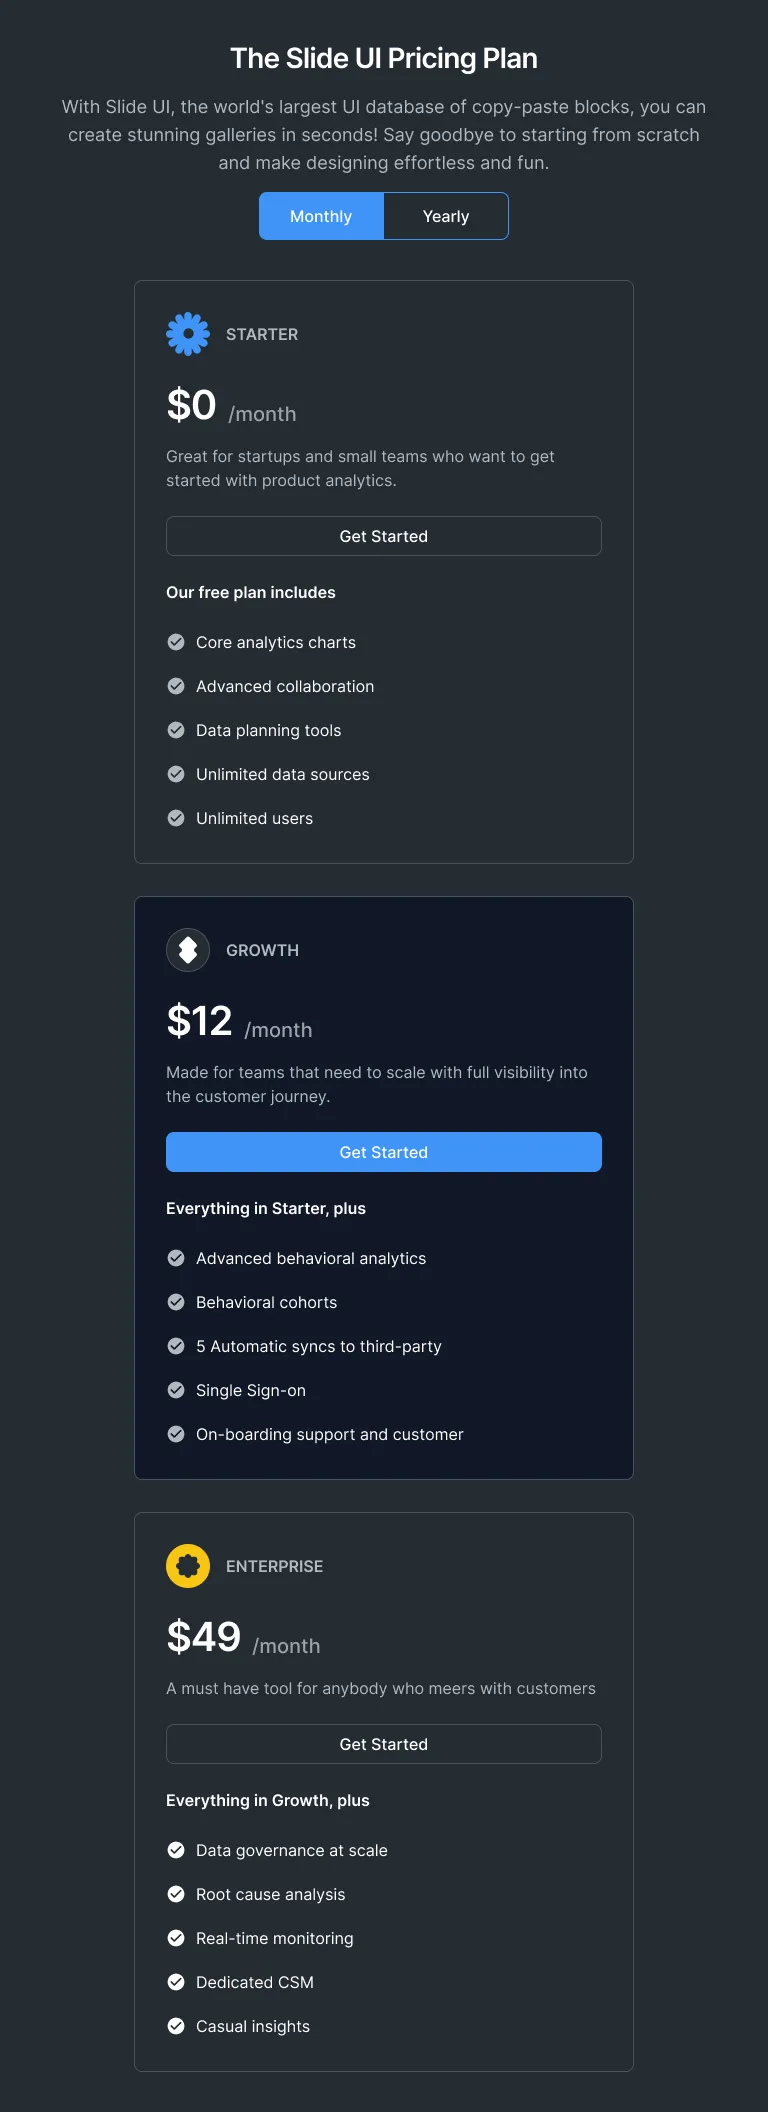 The Slide UI Pricing Plan
With Slide UI, the world's largest UI database of copy-paste blocks, you can
create stunning galleries in seconds! Say goodbye to starting from scratch
and make designing effortless and fun.
Monthly
Yearly
STARTER
$0 /month
Great for startups and small teams who want to get
started with product analytics.
Get Started
Our free plan includes
Core analytics charts
Advanced collaboration
Data planning tools
Unlimited data sources
Unlimited users
GROWTH
$12 /month
Made for teams that need to scale with full visibility into
the customer journey.
Get Started
Everything in Starter, plus
Advanced behavioral analytics
Behavioral cohorts
5 Automatic syncs to third-party
Single Sign-on
On-boarding support and customer
ENTERPRISE
$49 /month
A must have tool for anybody who meers with customers
Get Started
Everything in Growth, plus
Data governance at scale
Root cause analysis
Real-time monitoring
Dedicated CSM
Casual insights